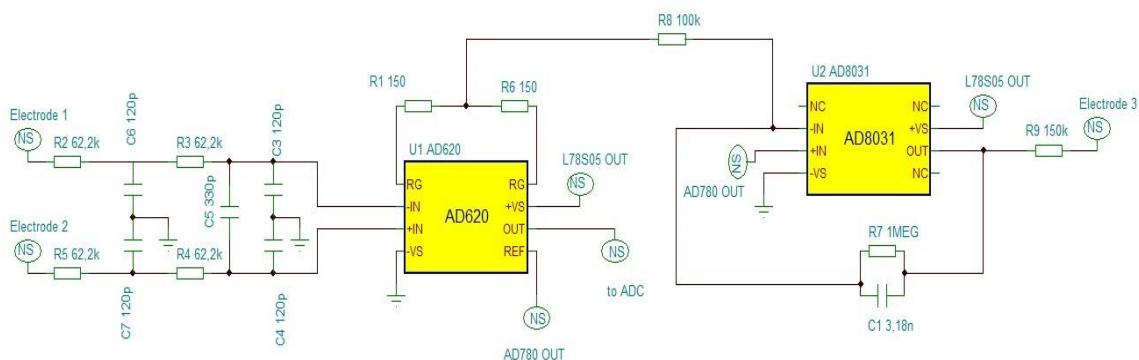 R8 100k
U2 AD8031
L78S05 OUT
NC
NC
-IN
+VS
+IN
OUT
-VS
NC
AD8031
NS
NS
AD780 OUT
R9 150k
Electrode 3
NS
R7 1MEG
C1 3,18n
R1 150
R6 150
Electrode 1
NS
R2 62,2k
C6 120p
R3 62,2k
C3 120p
C5 330p
Electrode 2
NS
R5 62,2k
C7 120p
R4 62,2k
C4 120p
U1 AD620
L78S05 OUT
NS
RG
RG
-IN
+VS
+IN
OUT
-VS
REF
AD620
NS
to ADC
NS
AD780 OUT